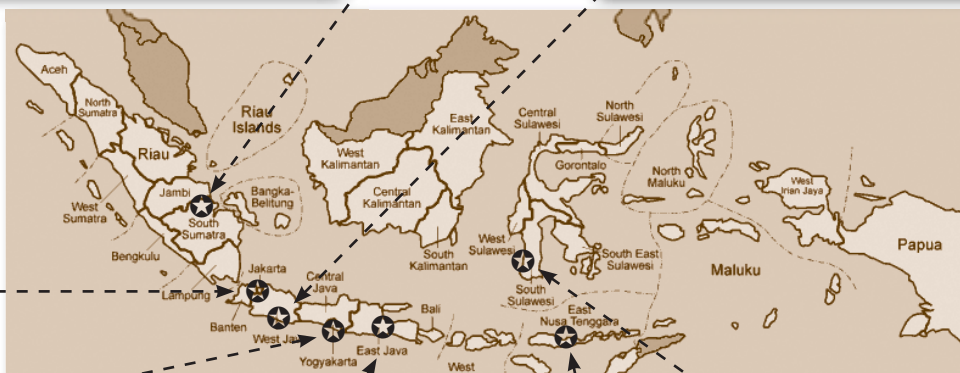 Aceh
North
Sumatra
Riau
Islands
Riau
West
Sumatra
Jambi
Bangka-
Belitung
South
Sumatra
Bengkulu
Lampung
Jakarta
Banten
West Jav
Central
Java
Yogyakarta
East Java
Bali
West
Kalimantan
Central
Kalimantan
East
Kalimantan
South
Kalimantan
Central
Sulawesi
North
Sulawesi
Gorontalo
West
Sulawesi
South
Sulawesi
South East
Sulawesi
East
Nusa Tenggara
West
North
Maluku
Maluku
West
Irian Jaya
Papua